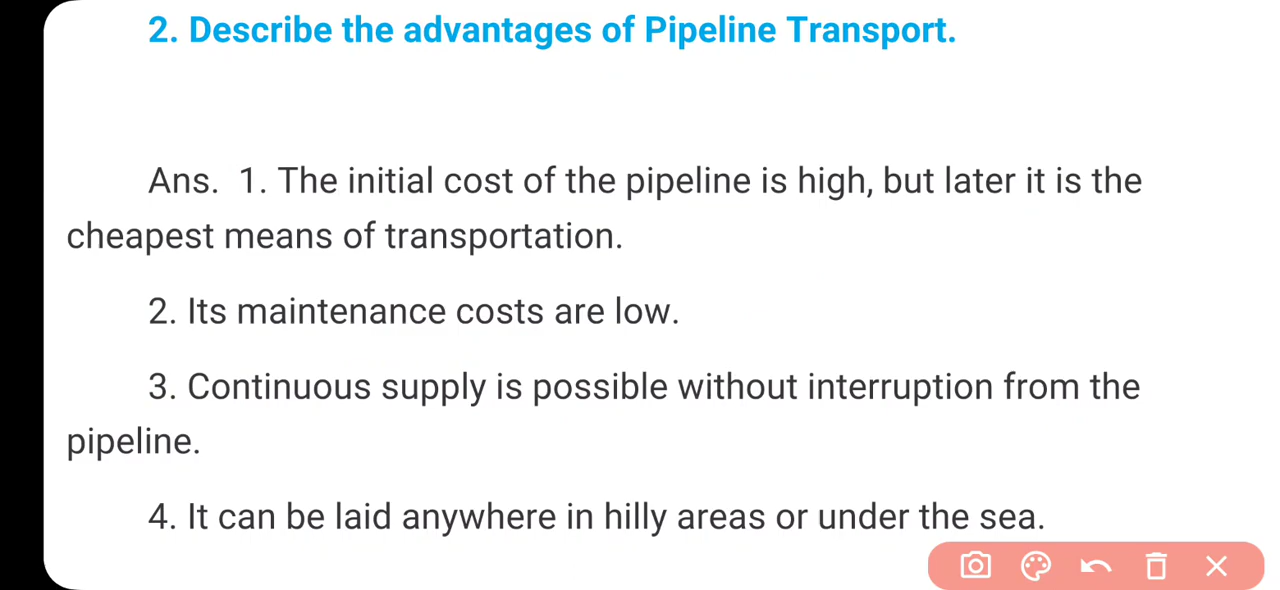 2. Describe the advantages of Pipeline Transport.
Ans. 1. The initial cost of the pipeline is high, but later it is the
cheapest means of transportation.
2. Its maintenance costs are low.
3. Continuous supply is possible without interruption from the
pipeline.
4. It can be laid anywhere in hilly areas or under the sea.